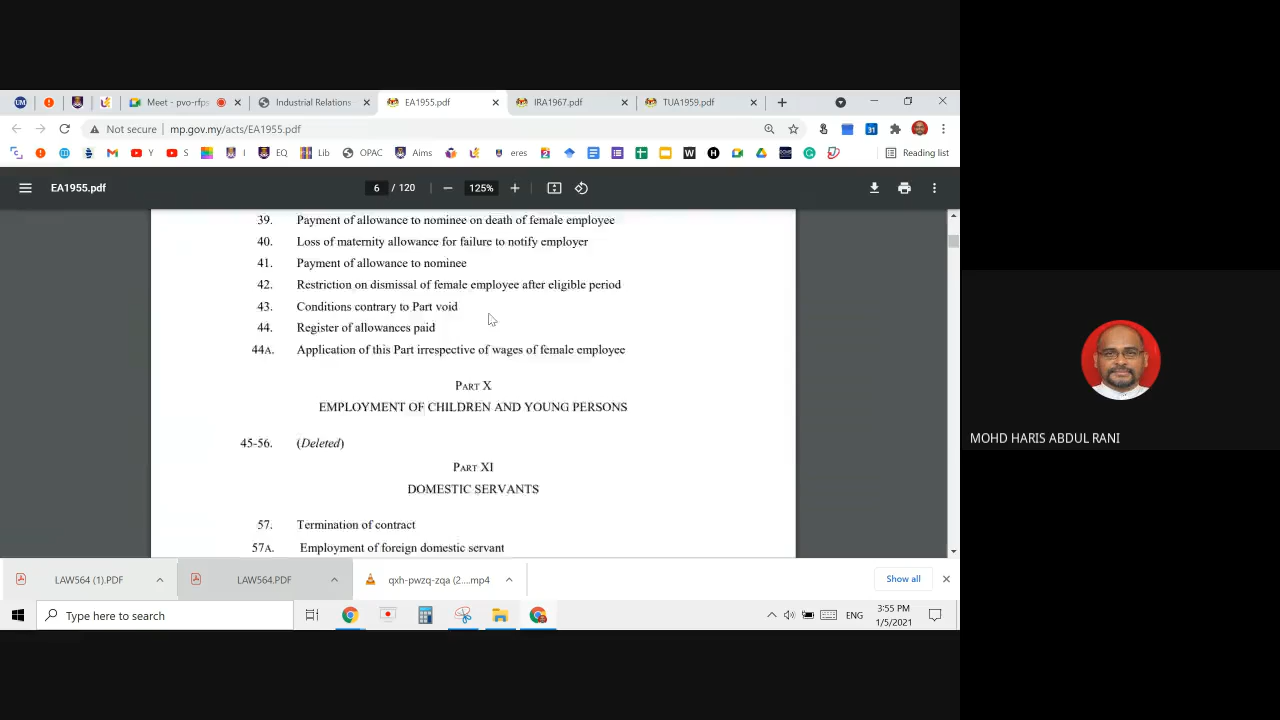 Meet - pvo-rfps
Industrial Relations
EA1955.pdf
IRA1967.pdf
TUA1959.pdf
Not secure
mp.gov.my/acts/EA1955.pdf
Y
S
I
EQ
Lib
OPAC
Aims
eres
Reading list
EA1955.pdf
6 / 120
125%
39. Payment of allowance to nominee on death of female employee
40. Loss of maternity allowance for failure to notify employer
41. Payment of allowance to nominee
42. Restriction on dismissal of female employee after eligible period
43. Conditions contrary to Part void
44. Register of allowances paid
44A. Application of this Part irrespective of wages of female employee
PART X
EMPLOYMENT OF CHILDREN AND YOUNG PERSONS
45-56. (Deleted)
PART XI
DOMESTIC SERVANTS
57. Termination of contract
57A. Employment of foreign domestic servant
LAW564 (1).PDF
LAW564.PDF
qxh-pwzq-zqa (2....mp4
Show all
Type here to search
ENG
3:55 PM
1/5/2021
MOHD HARIS ABDUL RANI